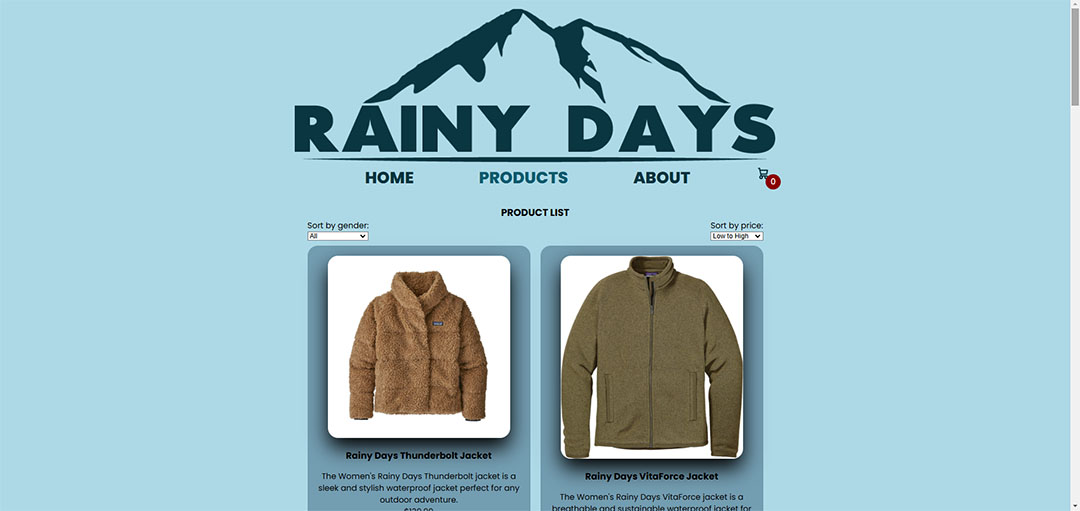 RAINY DAYS
HOME PRODUCTS ABOUT
0
PRODUCT LIST
Sort by gender: Sort by price:
All Low to High
Rainy Days Thunderbolt Jacket
The Women's Rainy Days Thunderbolt jacket is a
sleek and stylish waterproof jacket perfect for any
outdoor adventure.
Rainy Days VitaForce Jacket
The Women's Rainy Days VitaForce jacket is a
breathable and sustainable waterproof jacket for